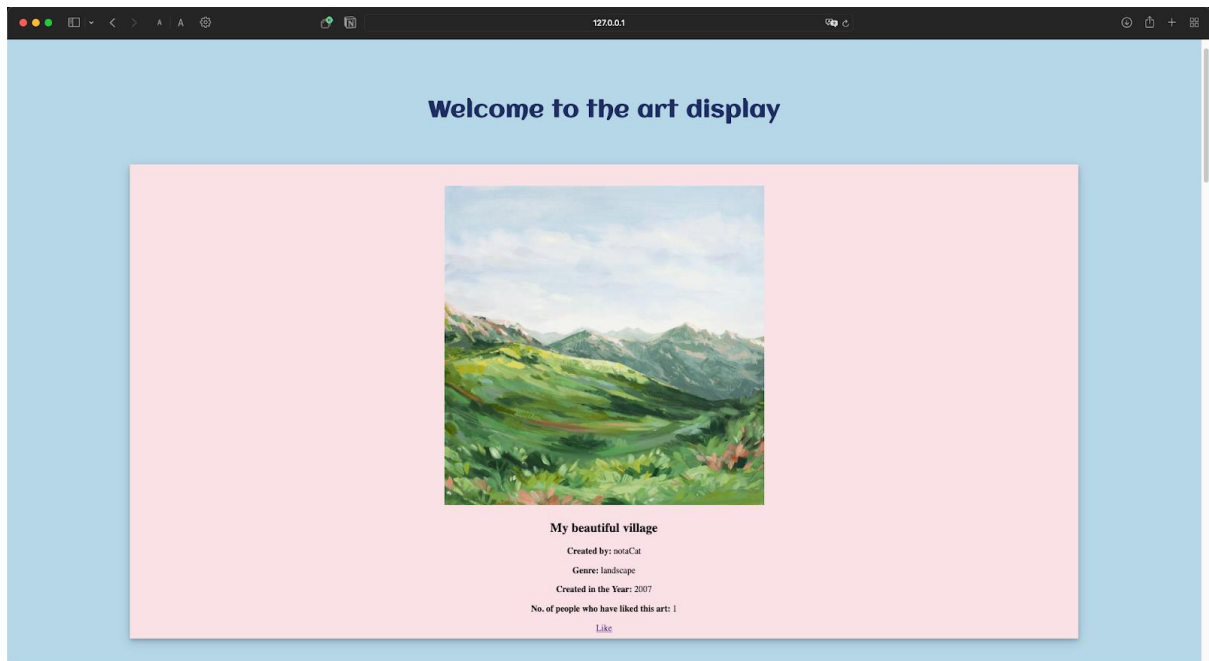 A A 127.0.0.1
Welcome to the art display
My beautiful village
Created by: notaCat
Genre: landscape
Created in the Year: 2007
No. of people who have liked this art: 1
Like